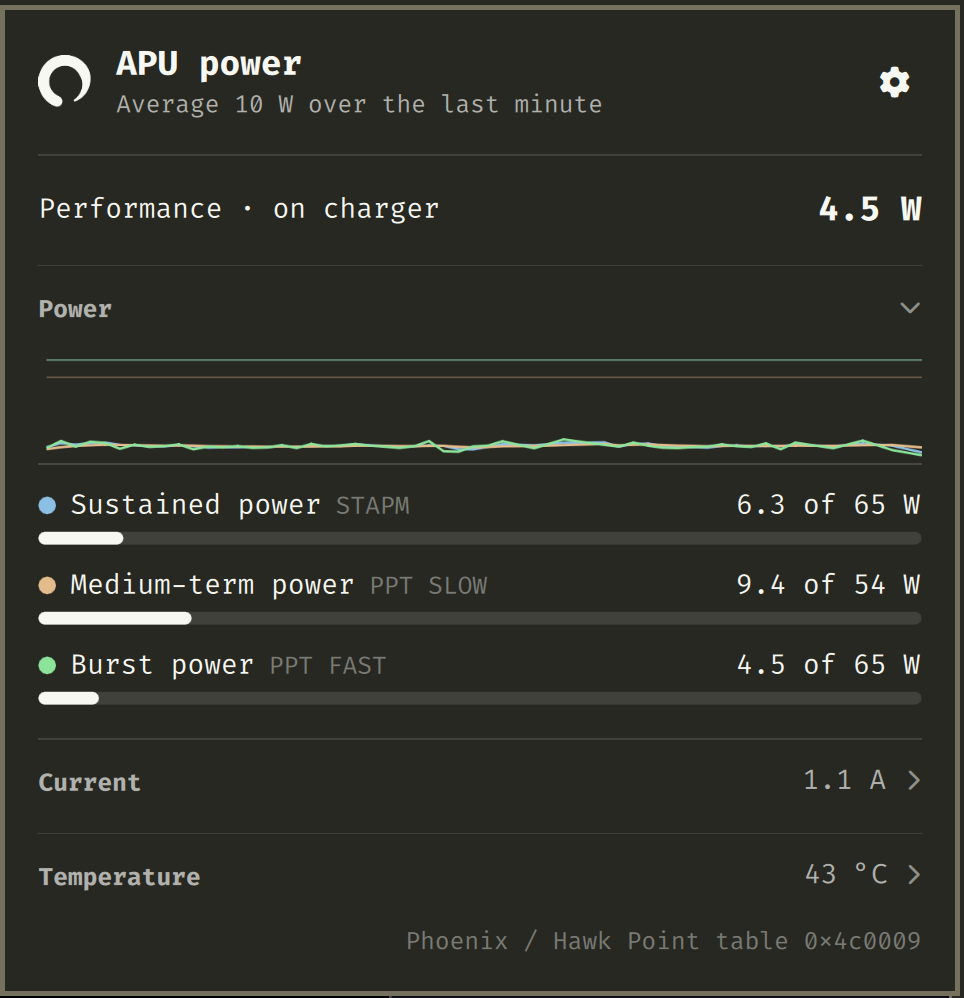 APU power
Average 10 W over the last minute
Performance · on charger 4.5 W
Power
Sustained power STAPM 6.3 of 65 W
Medium-term power PPT SLOW 9.4 of 54 W
Burst power PPT FAST 4.5 of 65 W
Current 1.1 A
Temperature 43 °C
Phoenix / Hawk Point table 0×4c0009